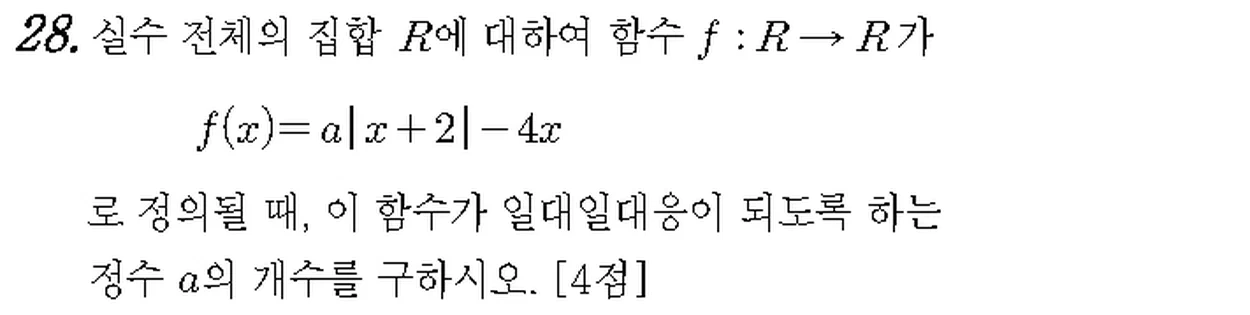 28. 실수 전체의 집합 R에 대하여 함수 f : R → R가
f(x)= a|x+2|-4x
로 정의될 때, 이 함수가 일대일대응이 되도록 하는
정수 a의 개수를 구하시오. [4점]